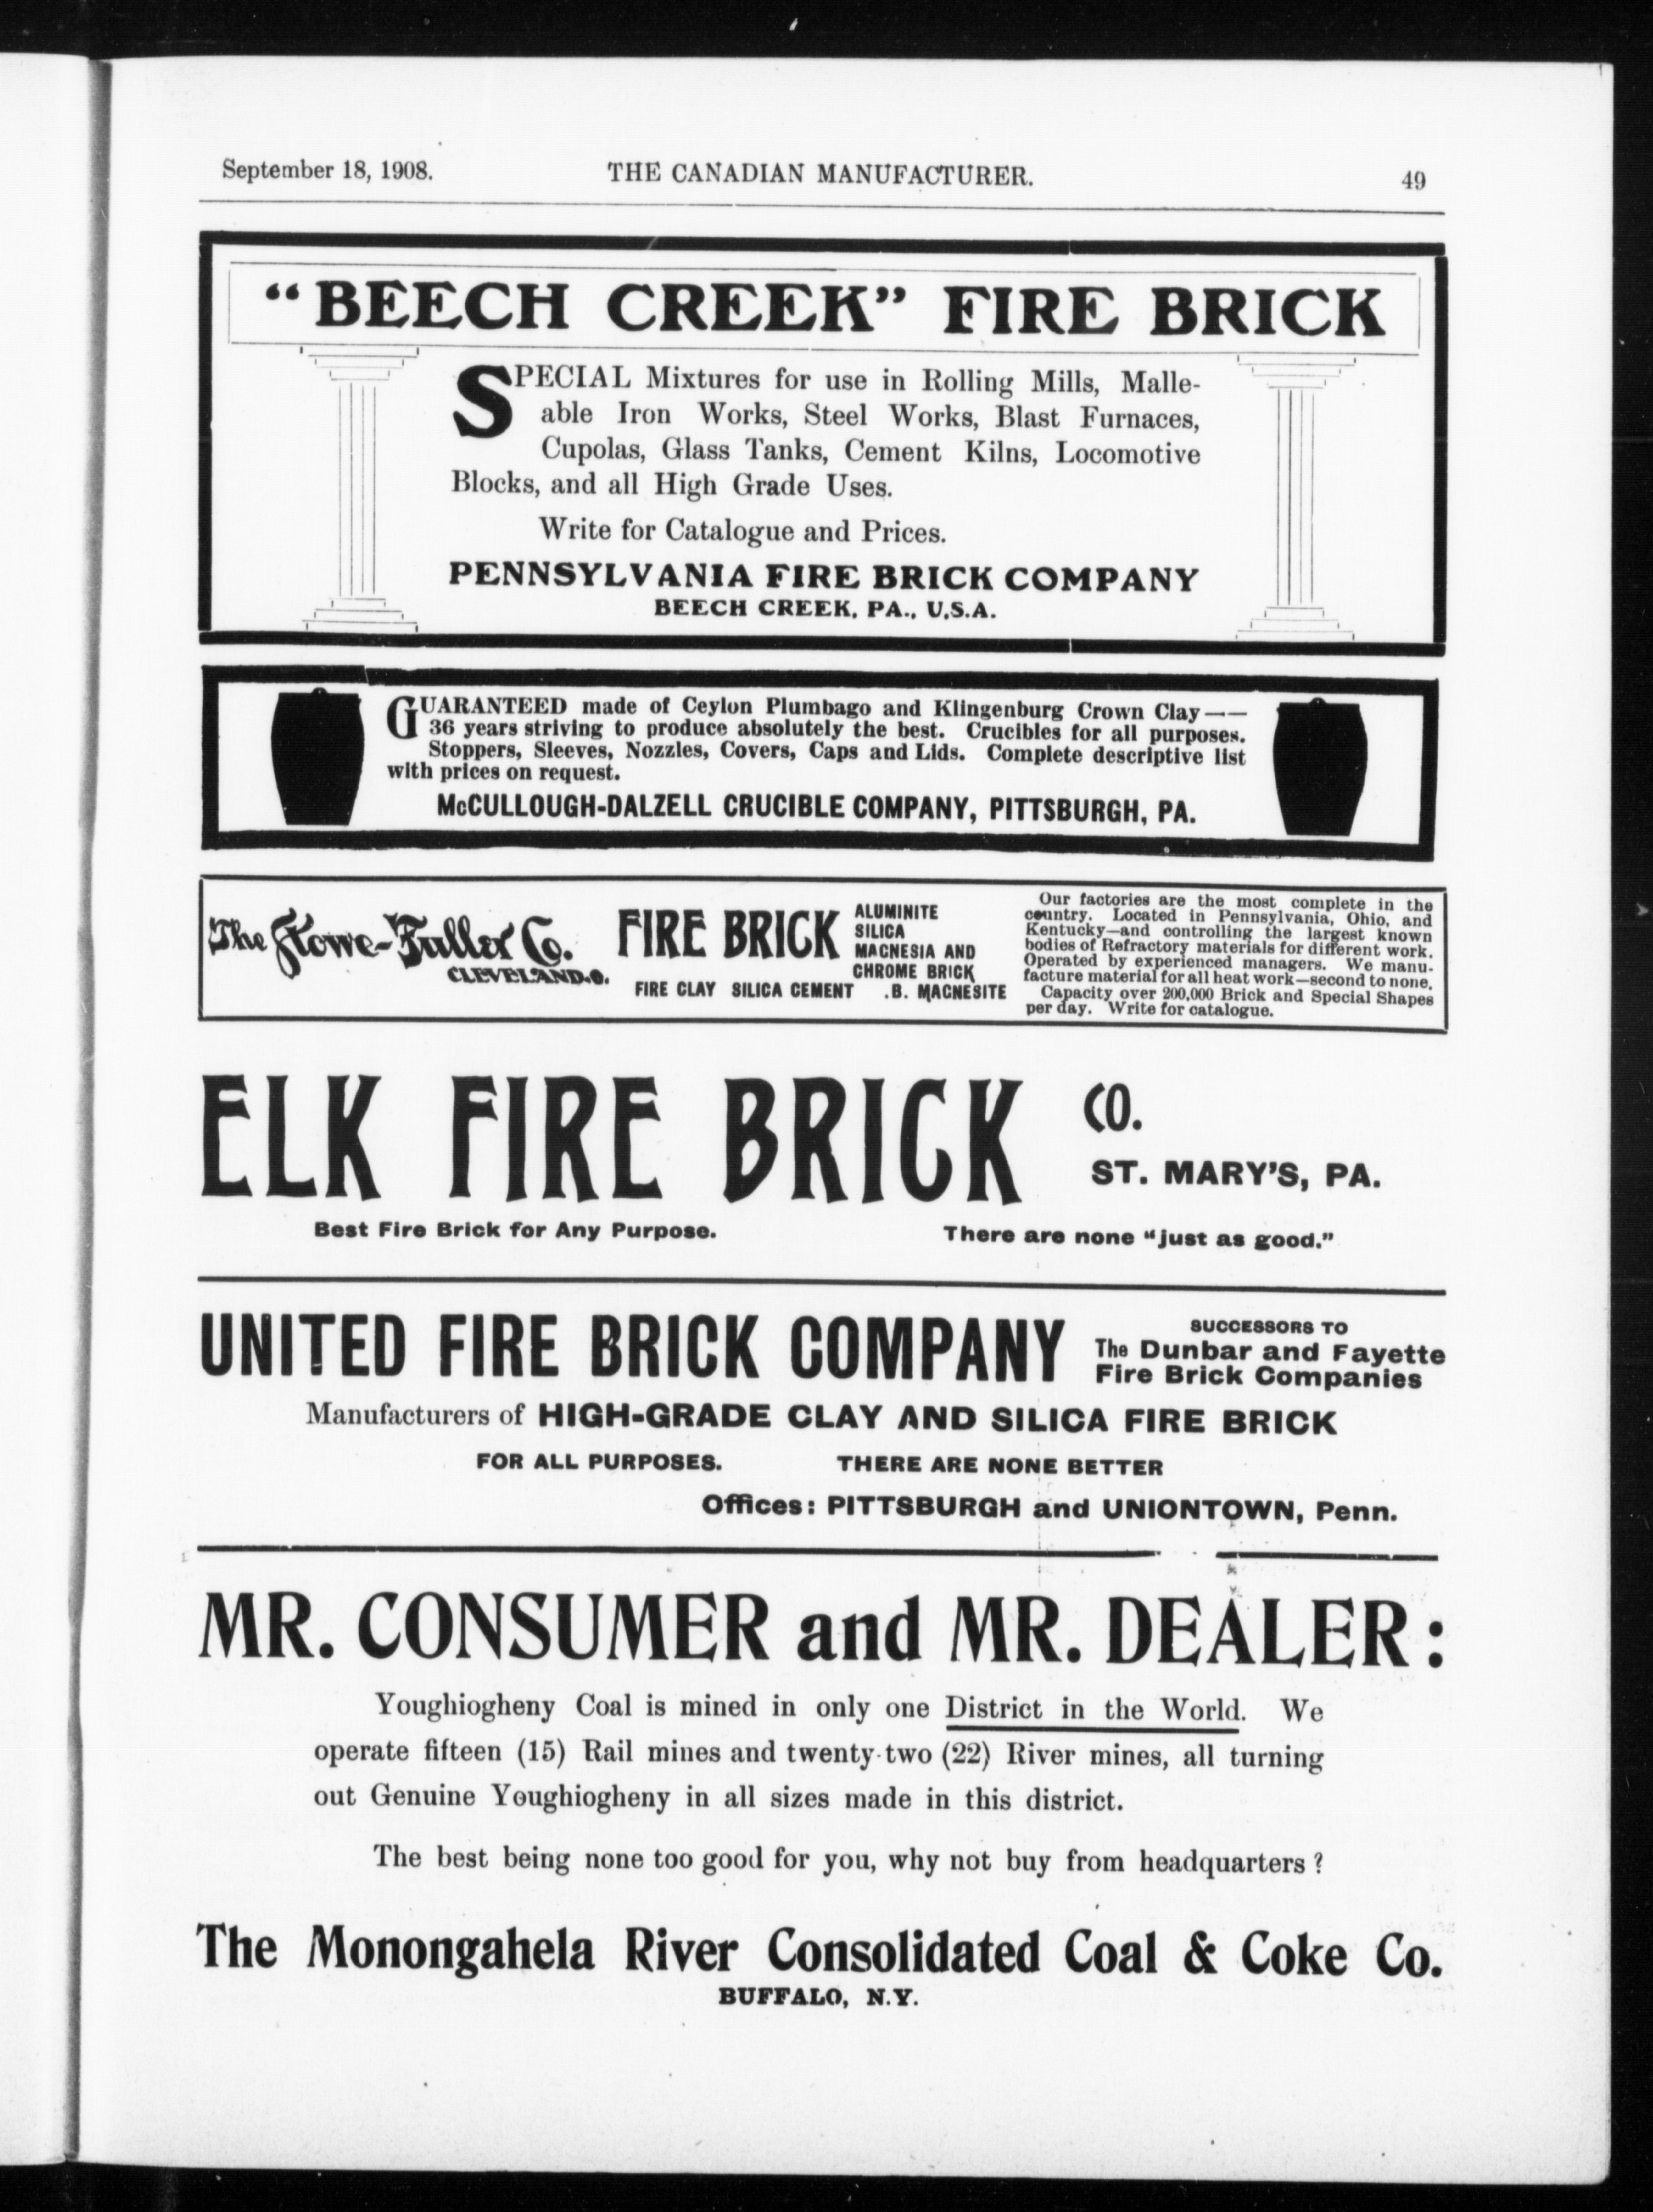 September 18, 1908. THE CANADIAN MANUFACTURER. 49
“BEECH CREEK” FIRE BRICK
SPECIAL Mixtures for use in Rolling Mills, Malle-
able Iron Works, Steel Works, Blast Furnaces,
Cupolas, Glass Tanks, Cement Kilns, Locomotive
Blocks, and all High Grade Uses.
Write for Catalogue and Prices.
PENNSYLVANIA FIRE BRICK COMPANY
BEECH CREEK, PA., U.S.A.
GUARANTEED made of Ceylon Plumbago and Klingenburg Crown Clay——
36 years striving to produce absolutely the best. Crucibles for all purposes.
Stoppers, Sleeves, Nozzles, Covers, Caps and Lids. Complete descriptive list
with prices on request.
McCULLOUGH-DALZELL CRUCIBLE COMPANY, PITTSBURGH, PA.
The Stowe-Fuller Co.
CLEVELAND.O.
FIRE BRICK
ALUMINITE
SILICA
MAGNESIA AND
CHROME BRICK
FIRE CLAY SILICA CEMENT .B. MAGNESITE
Our factories are the most complete in the
country. Located in Pennsylvania, Ohio, and
Kentucky—and controlling the largest known
bodies of Refractory materials for different work.
Operated by experienced managers. We manu-
facture material for all heat work—second to none.
Capacity over 200,000 Brick and Special Shapes
per day. Write for catalogue.
ELK FIRE BRICK CO.
ST. MARY’S, PA.
Best Fire Brick for Any Purpose. There are none “just as good.”
UNITED FIRE BRICK COMPANY
SUCCESSORS TO
The Dunbar and Fayette
Fire Brick Companies
Manufacturers of HIGH-GRADE CLAY AND SILICA FIRE BRICK
FOR ALL PURPOSES. THERE ARE NONE BETTER
Offices: PITTSBURGH and UNIONTOWN, Penn.
MR. CONSUMER and MR. DEALER:
Youghiogheny Coal is mined in only one District in the World. We
operate fifteen (15) Rail mines and twenty-two (22) River mines, all turning
out Genuine Youghiogheny in all sizes made in this district.
The best being none too good for you, why not buy from headquarters?
The Monongahela River Consolidated Coal & Coke Co.
BUFFALO, N.Y.